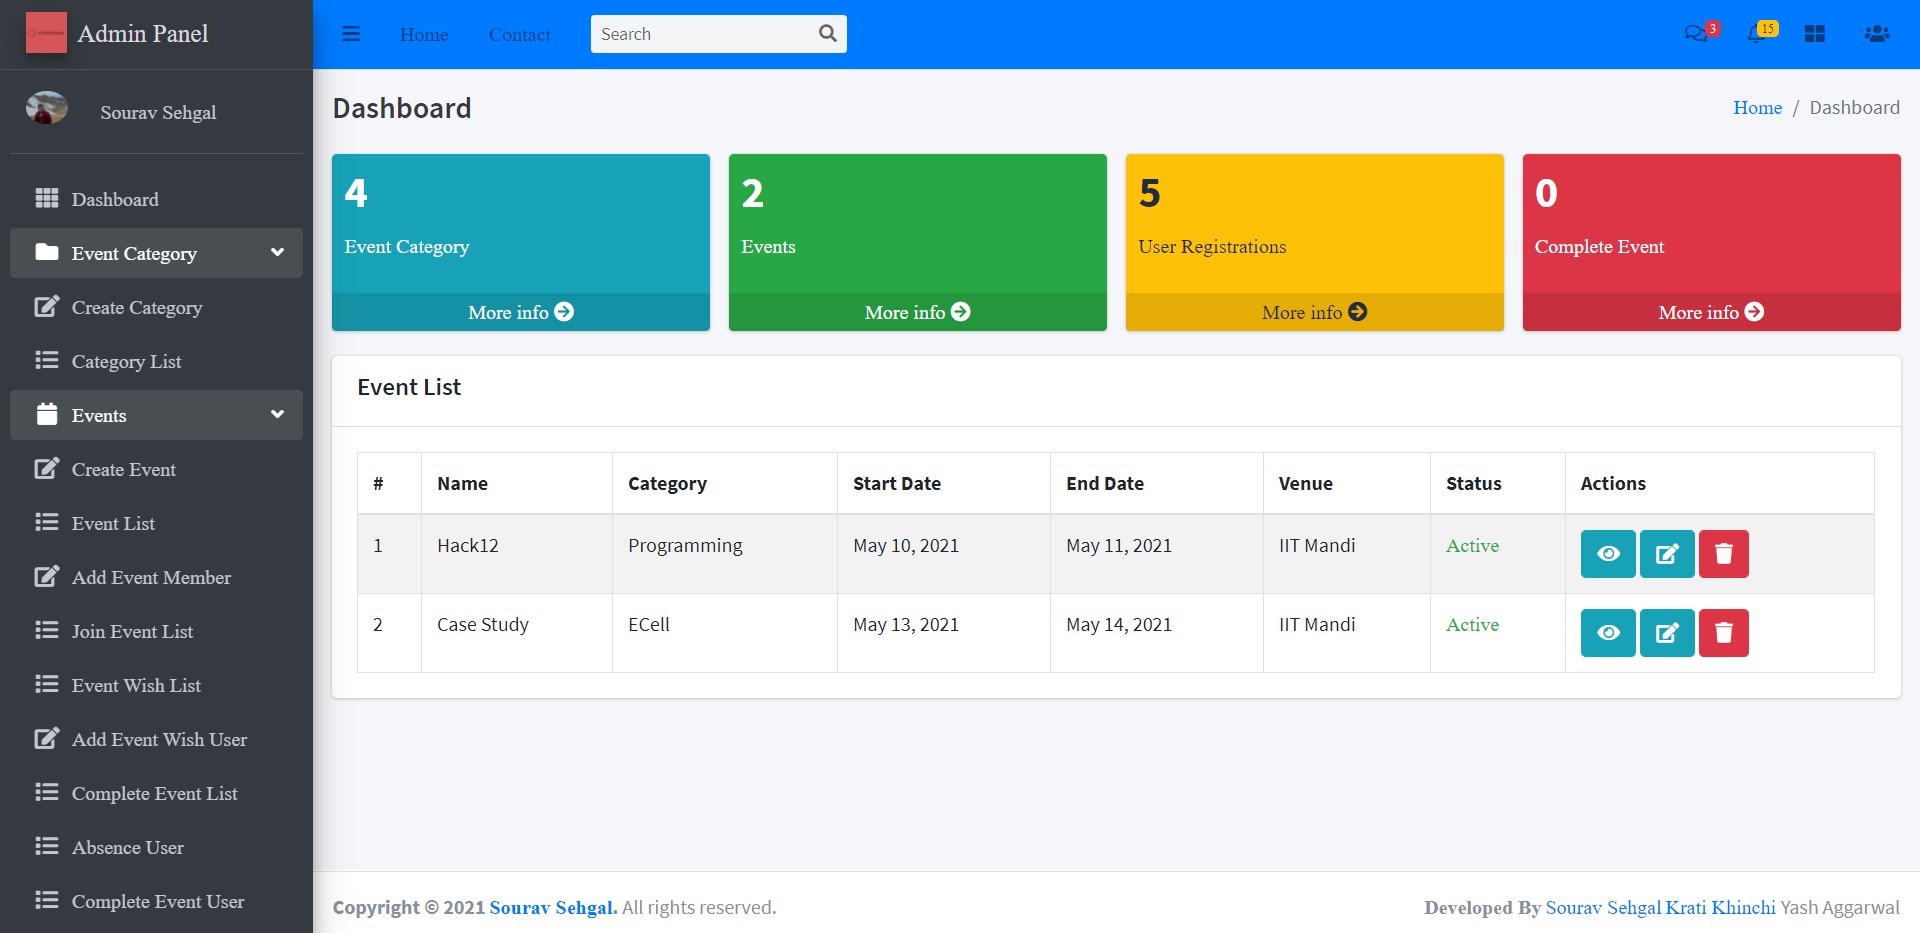 Admin Panel
Home
Contact
Search
3
15
Sourav Sehgal
Dashboard
Home / Dashboard
Dashboard
Event Category
Create Category
Category List
Events
Create Event
Event List
Add Event Member
Join Event List
Event Wish List
Add Event Wish User
Complete Event List
Absence User
Complete Event User
4
Event Category
More info
2
Events
More info
5
User Registrations
More info
0
Complete Event
More info
Event List
# Name Category Start Date End Date Venue Status Actions
1 Hack12 Programming May 10, 2021 May 11, 2021 IIT Mandi Active
2 Case Study ECell May 13, 2021 May 14, 2021 IIT Mandi Active
Copyright © 2021 Sourav Sehgal. All rights reserved.
Developed By Sourav Sehgal Krati Khinchi Yash Aggarwal